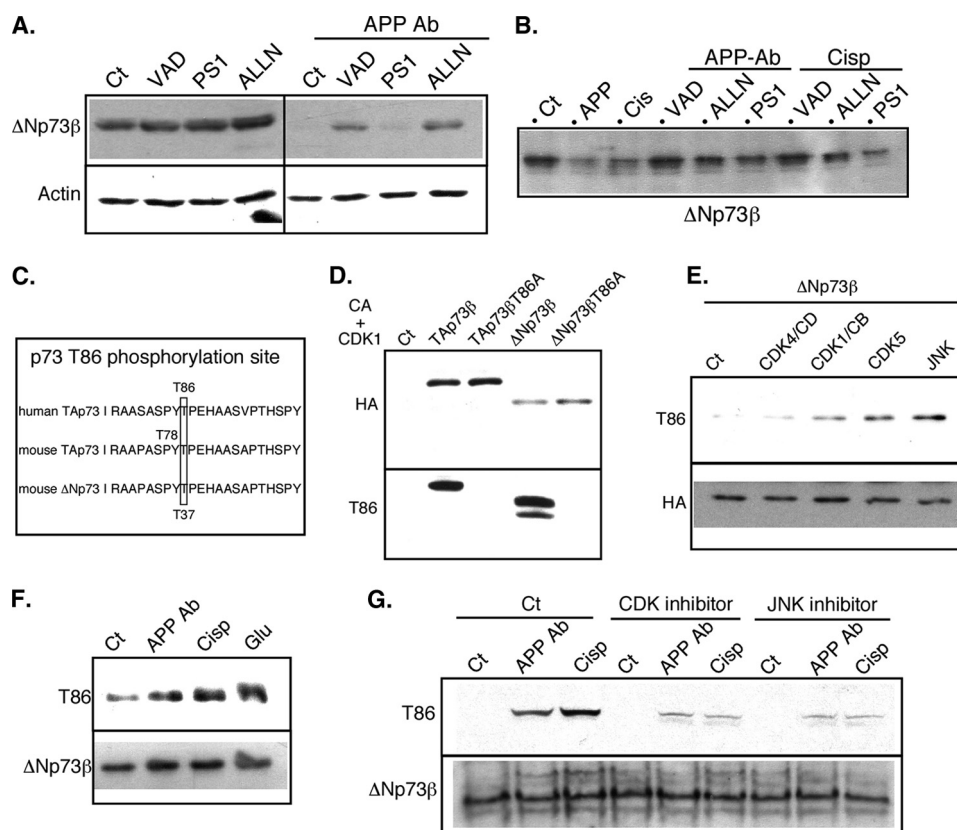 A.
APP Ab
Ct VAD PS1 ALLN Ct VAD PS1 ALLN
ΔNp73β
Actin
B.
APP-Ab Cisp
Ct APP Cis VAD ALLN PS1 VAD ALLN PS1
ΔNp73β
C.
p73 T86 phosphorylation site
T86
human TAp73 I RAASASPYTPEHAASVPTHSPY
T78
mouse TAp73 I RAAPASPYTPEHAASAPTHSPY
mouse ΔNp73 I RAAPASPYTPEHAASAPTHSPY
T37
D.
CA
+
CDK1
Ct TAp73β TAp73βT86A ΔNp73β ΔNp73βT86A
HA
T86
E.
ΔNp73β
Ct CDK4/CD CDK1/CB CDK5 JNK
T86
HA
F.
Ct APP Ab Cisp Glu
T86
ΔNp73β
G.
Ct CDK inhibitor JNK inhibitor
Ct APP Ab Cisp Ct APP Ab Cisp Ct APP Ab Cisp
T86
ΔNp73β